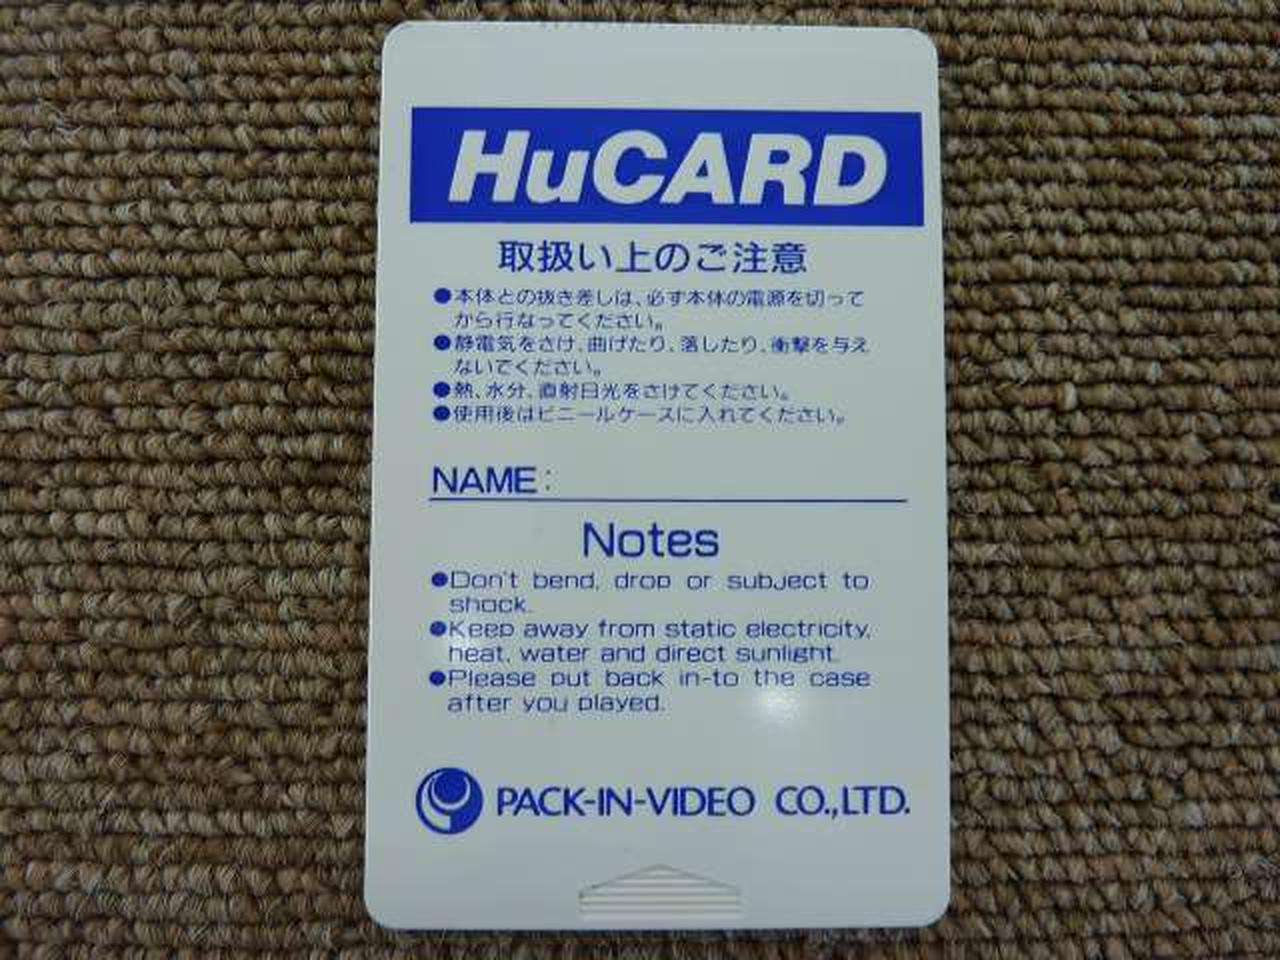 HuCARD
取扱い上のご注意
●本体との抜き差しは、必ず本体の電源を切って
から行なってください。
●静電気をさけ、曲げたり、落したり、衝撃を与え
ないでください。
●熱、水分、直射日光をさけてください。
●使用後はビニールケースに入れてください。
NAME:
Notes
●Don't bend, drop or subject to
shock.
●Keep away from static electricity,
heat, water and direct sunlight.
●Please put back in-to the case
after you played.
PACK-IN-VIDEO CO.,LTD.